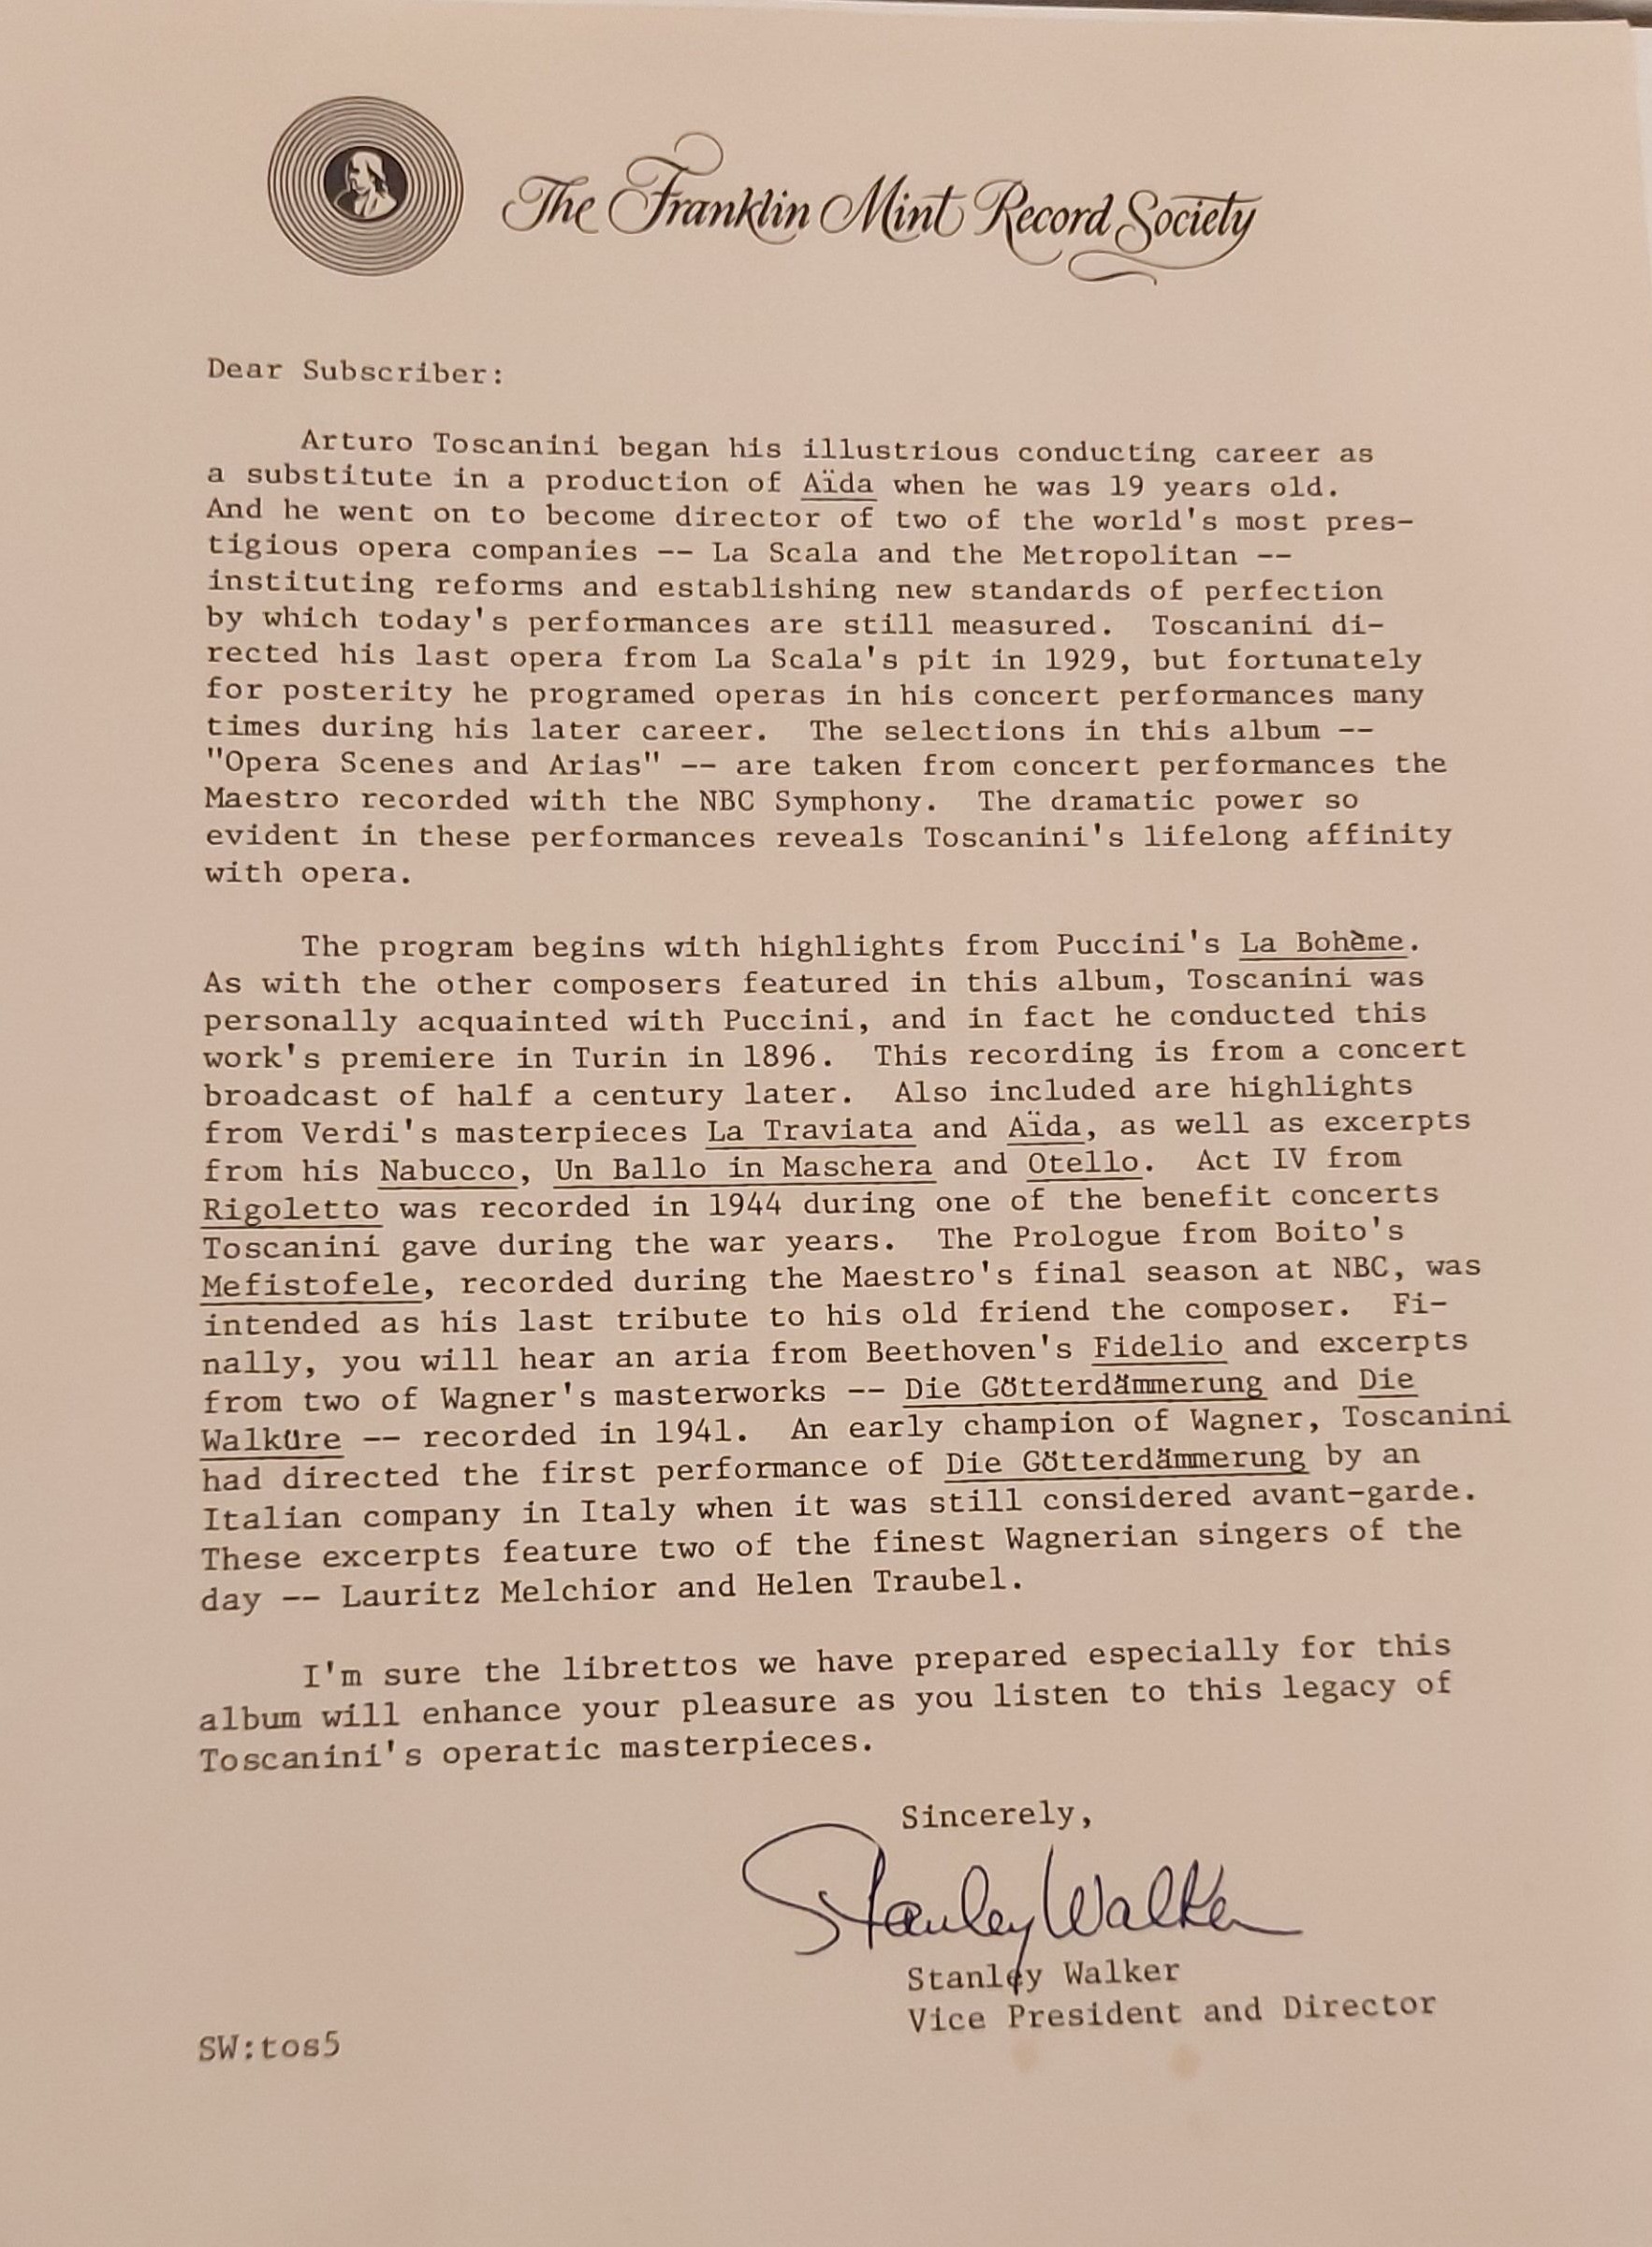 The Franklin Mint Record Society
Dear Subscriber:
Arturo Toscanini began his illustrious conducting career as
a substitute in a production of Aïda when he was 19 years old.
And he went on to become director of two of the world's most pres-
tigious opera companies -- La Scala and the Metropolitan --
instituting reforms and establishing new standards of perfection
by which today's performances are still measured. Toscanini di-
rected his last opera from La Scala's pit in 1929, but fortunately
for posterity he programed operas in his concert performances many
times during his later career. The selections in this album --
"Opera Scenes and Arias" -- are taken from concert performances the
Maestro recorded with the NBC Symphony. The dramatic power so
evident in these performances reveals Toscanini's lifelong affinity
with opera.
The program begins with highlights from Puccini's La Bohème.
As with the other composers featured in this album, Toscanini was
personally acquainted with Puccini, and in fact he conducted this
work's premiere in Turin in 1896. This recording is from a concert
broadcast of half a century later. Also included are highlights
from Verdi's masterpieces La Traviata and Aïda, as well as excerpts
from his Nabucco, Un Ballo in Maschera and Otello. Act IV from
Rigoletto was recorded in 1944 during one of the benefit concerts
Toscanini gave during the war years. The Prologue from Boito's
Mefistofele, recorded during the Maestro's final season at NBC, was
intended as his last tribute to his old friend the composer. Fi-
nally, you will hear an aria from Beethoven's Fidelio and excerpts
from two of Wagner's masterworks -- Die Götterdämmerung and Die
Walküre -- recorded in 1941. An early champion of Wagner, Toscanini
had directed the first performance of Die Götterdämmerung by an
Italian company in Italy when it was still considered avant-garde.
These excerpts feature two of the finest Wagnerian singers of the
day -- Lauritz Melchior and Helen Traubel.
I'm sure the librettos we have prepared especially for this
album will enhance your pleasure as you listen to this legacy of
Toscanini's operatic masterpieces.
Sincerely,
Stanley Walker
Stanley Walker
Vice President and Director
SW:tos5